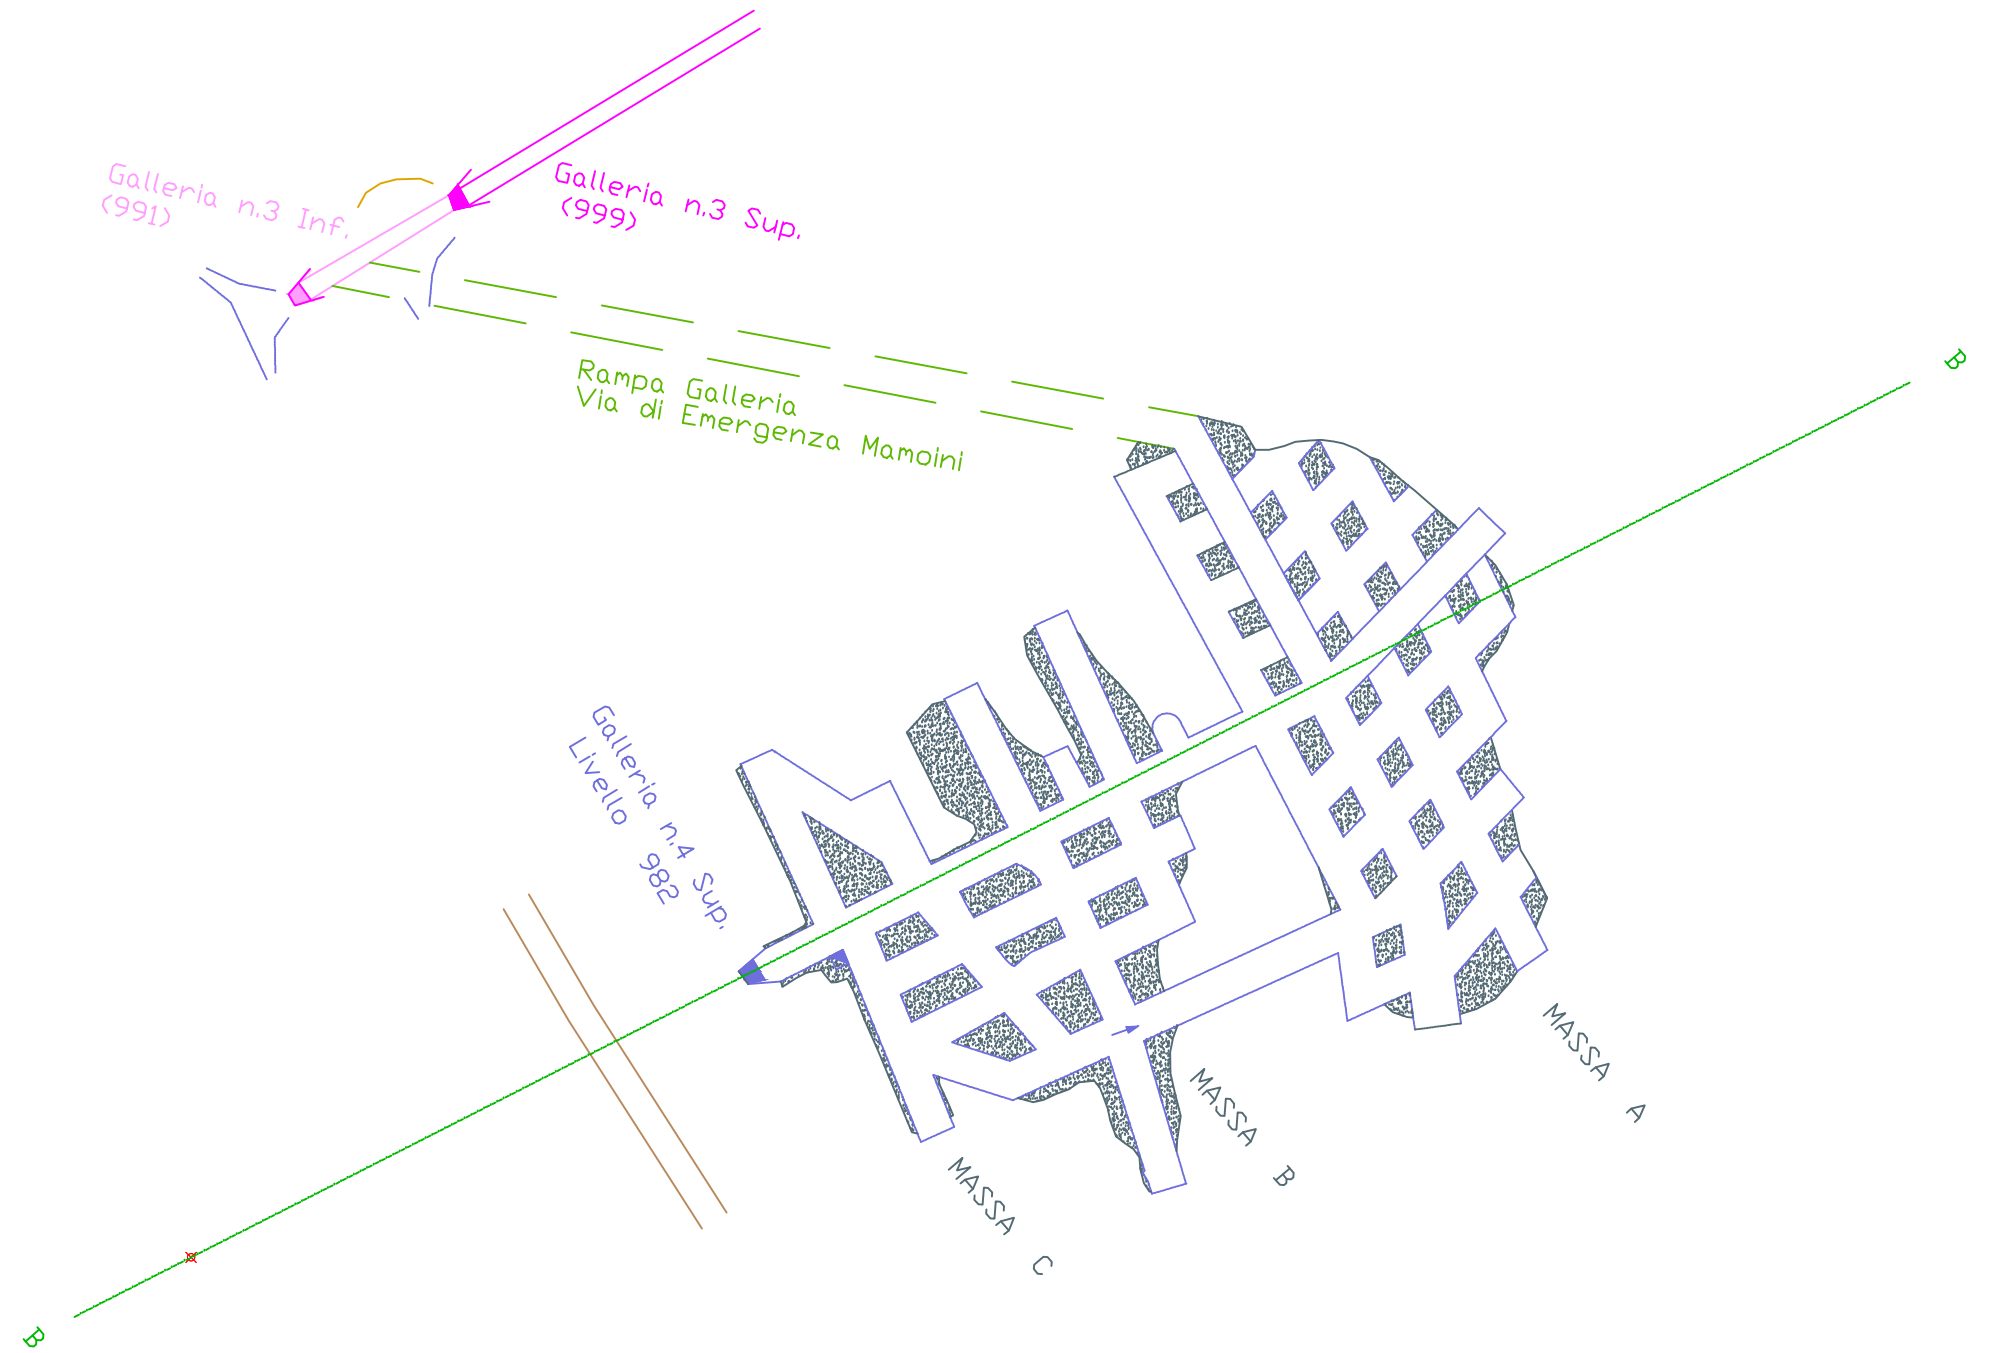 Galleria n.3 Inf.
(991)
Galleria n.3 Sup.
(999)
Rampa Galleria
Via di Emergenza Mamoini
B
Galleria n.4 Sup.
Livello 982
MASSA A
MASSA B
MASSA C
B